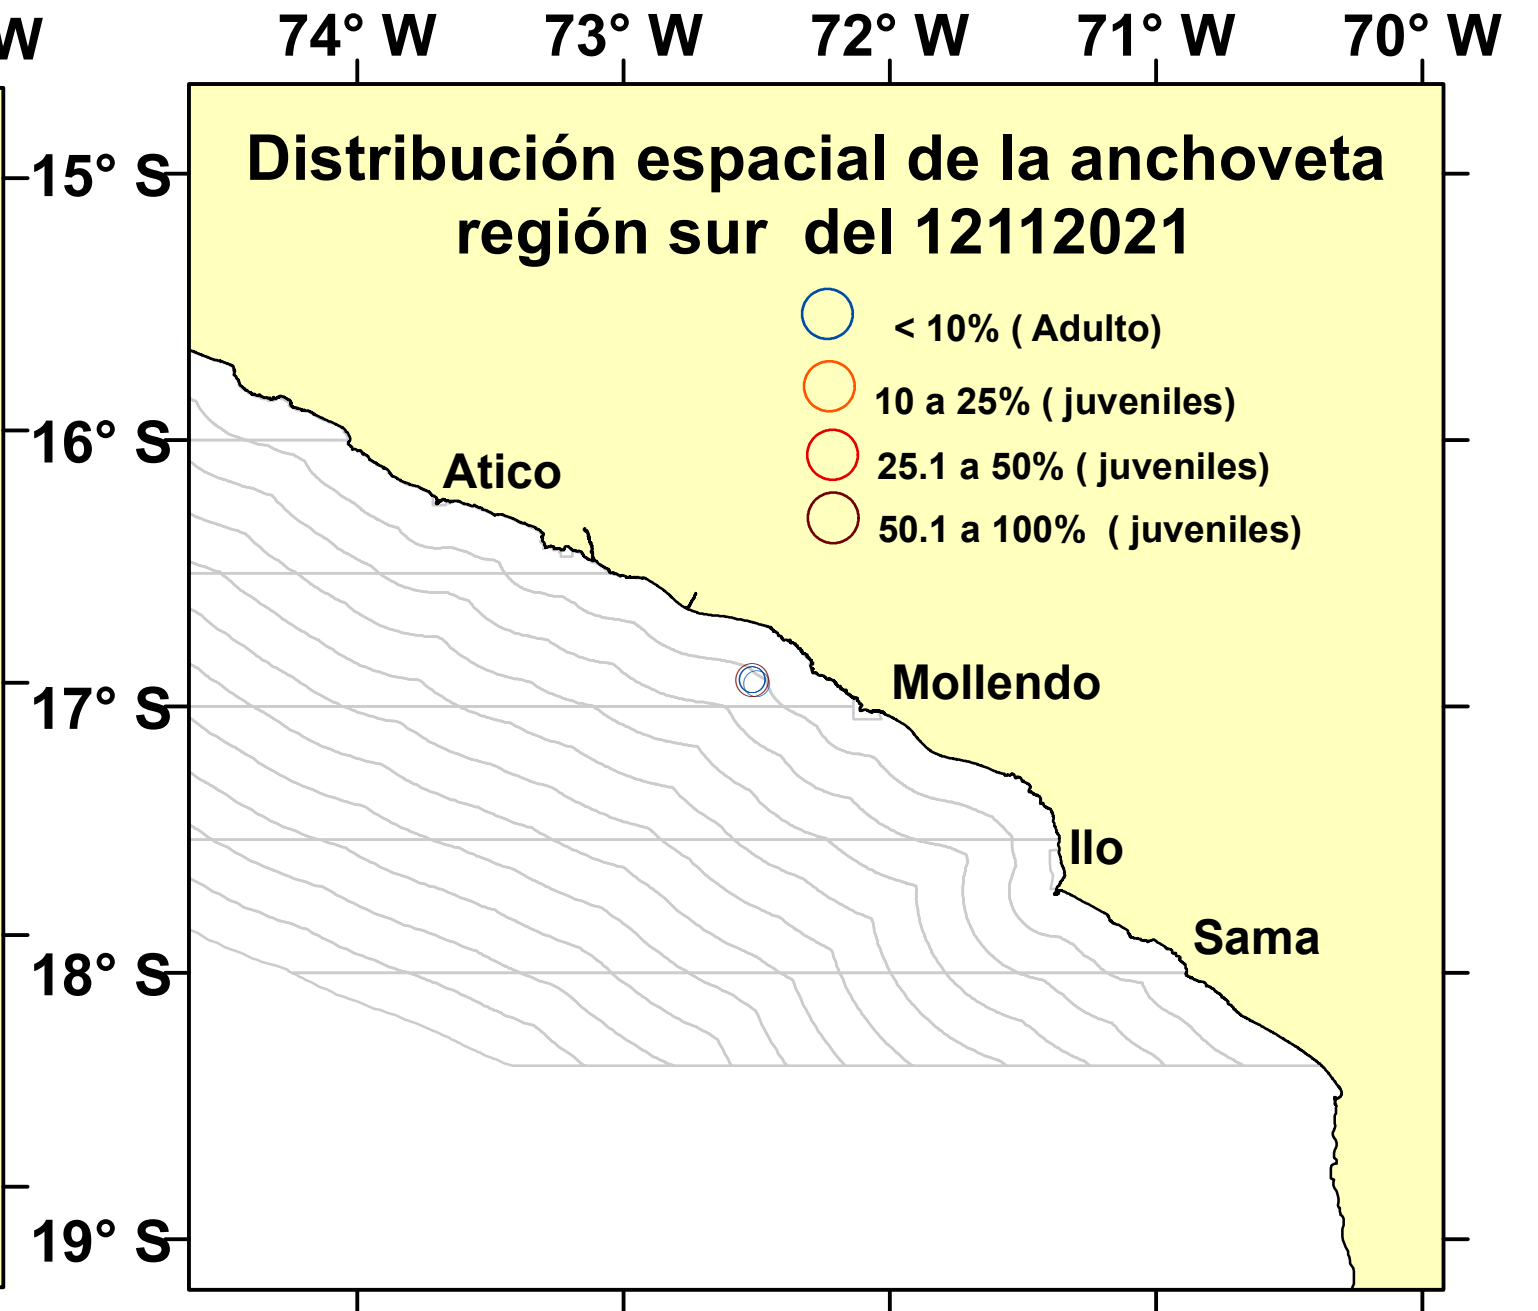 W
74° W
73° W
72° W
71° W
70° W
Distribución espacial de la anchoveta
región sur  del 12112021
< 10% ( Adulto)
10 a 25% ( juveniles)
25.1 a 50% ( juveniles)
50.1 a 100%  ( juveniles)
15° S
16° S
17° S
18° S
19° S
Atico
Mollendo
Ilo
Sama